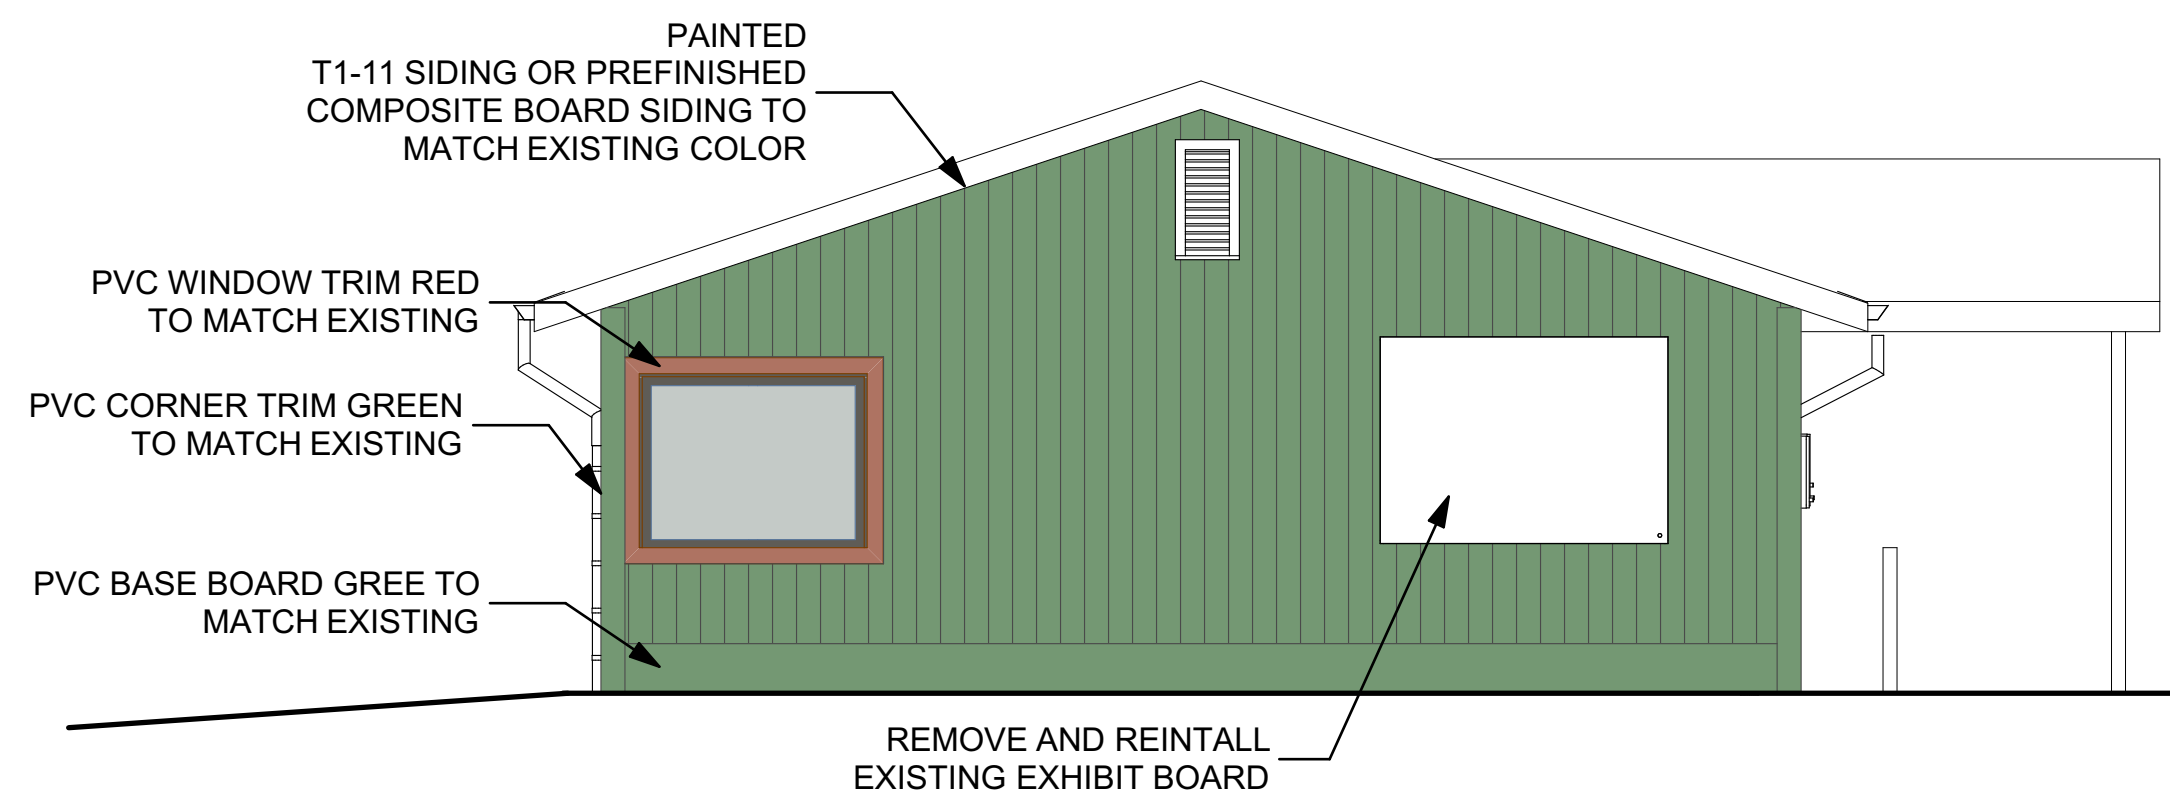 PAINTED
T1-11 SIDING OR PREFINISHED
COMPOSITE BOARD SIDING TO
MATCH EXISTING COLOR
PVC WINDOW TRIM RED
TO MATCH EXISTING
PVC CORNER TRIM GREEN
TO MATCH EXISTING
PVC BASE BOARD GREE TO
MATCH EXISTING
REMOVE AND REINTALL
EXISTING EXHIBIT BOARD